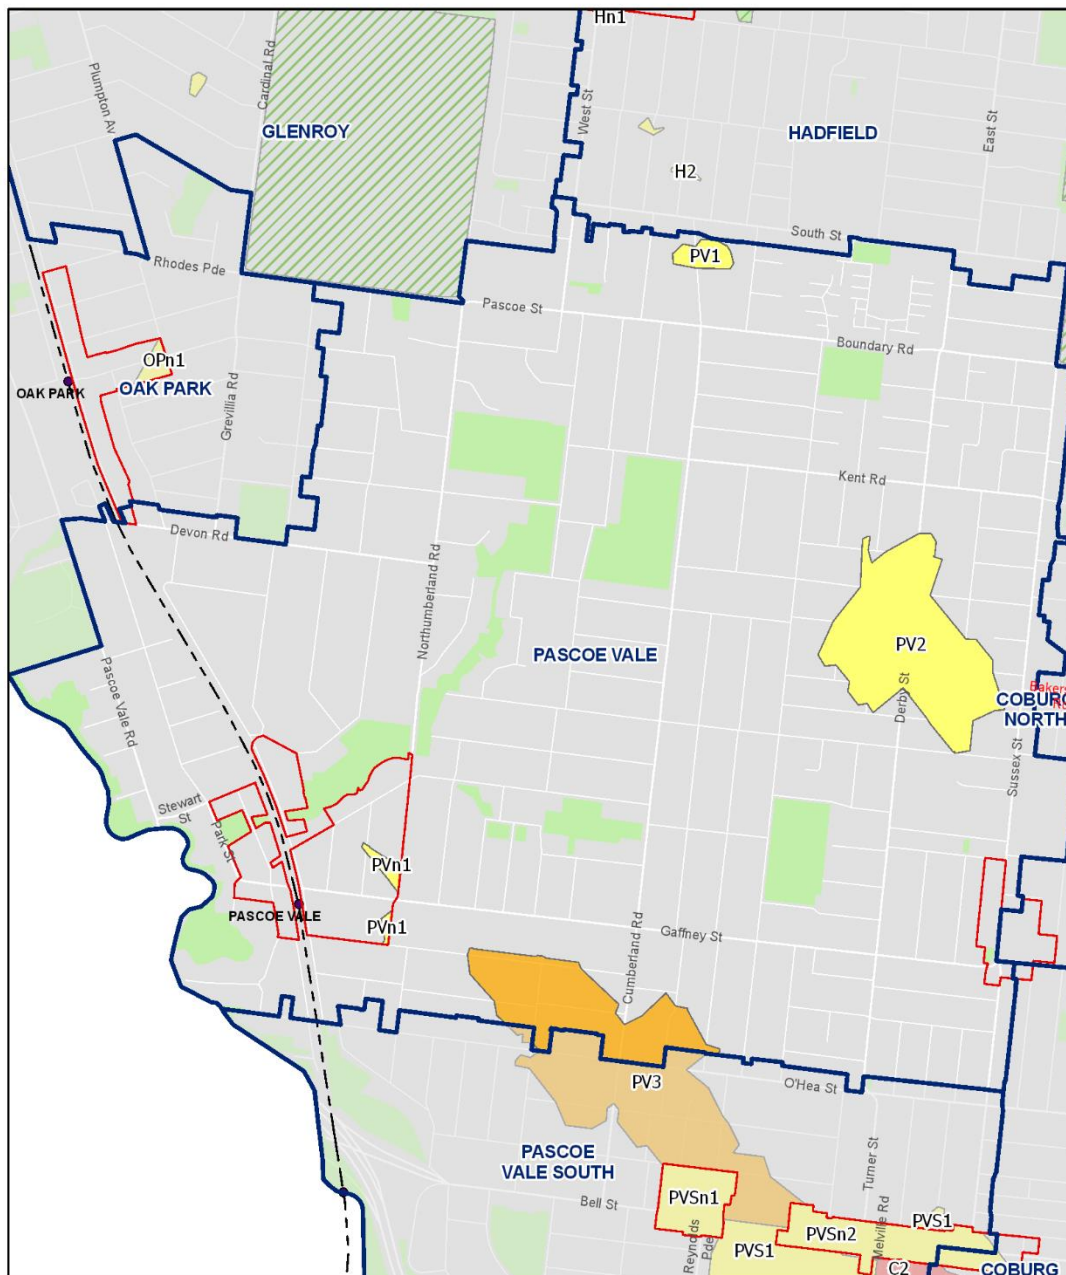 Hn1
Cardinal Rd
Plumpton Av
West St
East St
GLENROY
HADFIELD
H2
South St
PV1
Rhodes Pde
Pascoe St
Boundary Rd
OPn1
OAK PARK
OAK PARK
Grevillia Rd
Kent Rd
Devon Rd
Northumberland Rd
PASCOE VALE
PV2
Derby St
Pascoe Vale Rd
COBURG
NORTH
Sussex St
Stewart
St
Park St
PVn1
PASCOE VALE
PVn1
Gaffney St
Cumberland Rd
PV3
O'Hea St
PASCOE
VALE SOUTH
Turner St
Bell St
PVSn1
Reynolds
Pde
PVS1
PVSn2
Melville Rd
PVS1
C2
COBURG